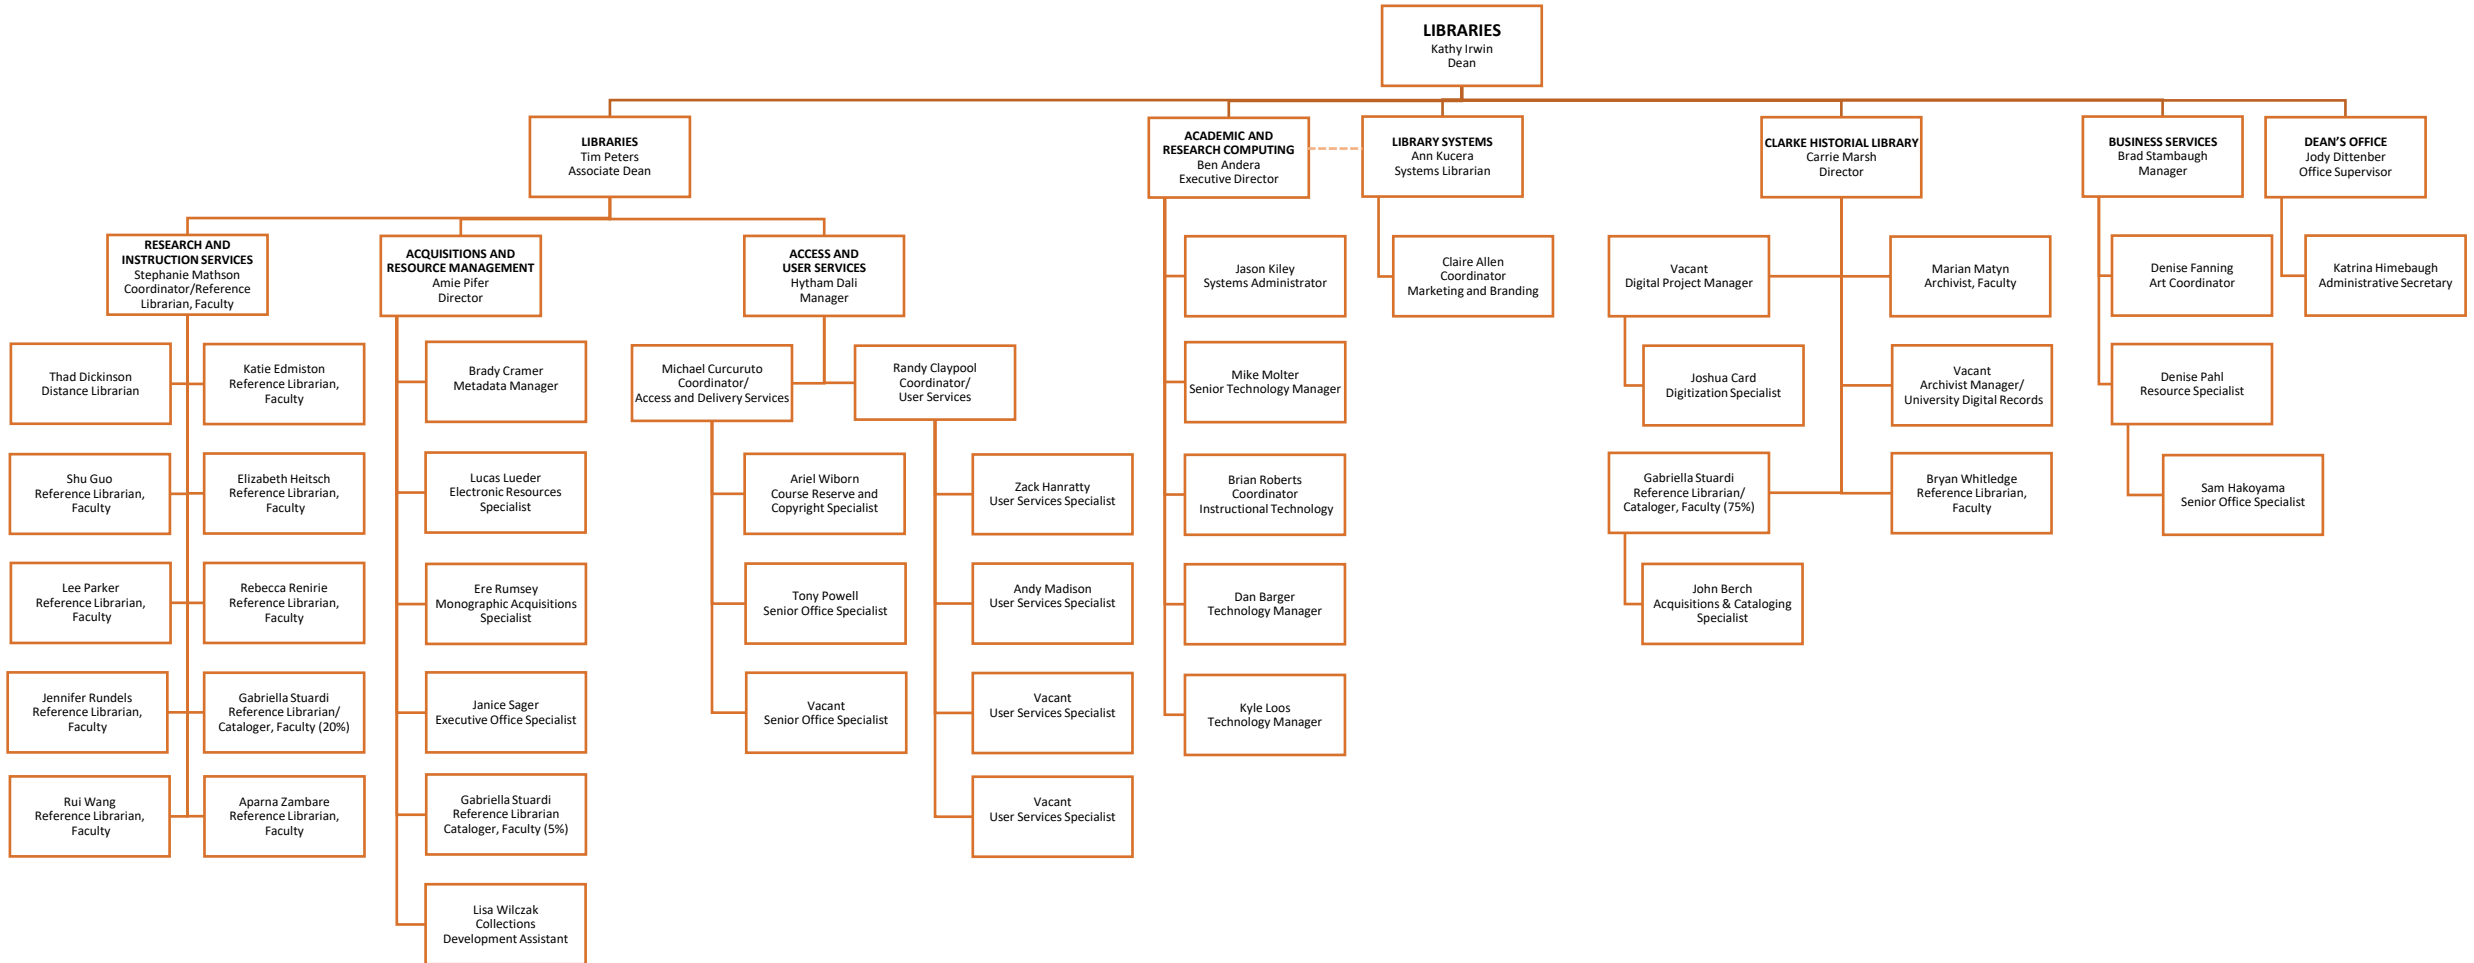 LIBRARIES
Kathy Irwin
Dean
LIBRARIES
Tim Peters
Associate Dean
ACADEMIC AND
RESEARCH COMPUTING
Ben Andera
Executive Director
LIBRARY SYSTEMS
Ann Kucera
Systems Librarian
CLARKE HISTORIAL LIBRARY
Carrie Marsh
Director
BUSINESS SERVICES
Brad Stambaugh
Manager
DEAN'S OFFICE
Jody Dittenber
Office Supervisor
RESEARCH AND
INSTRUCTION SERVICES
Stephanie Mathson
Coordinator/Reference
Librarian, Faculty
ACQUISITIONS AND
RESOURCE MANAGEMENT
Amie Pifer
Director
ACCESS AND
USER SERVICES
Hytham Dali
Manager
Thad Dickinson
Distance Librarian
Katie Edmiston
Reference Librarian,
Faculty
Shu Guo
Reference Librarian,
Faculty
Elizabeth Heitsch
Reference Librarian,
Faculty
Lee Parker
Reference Librarian,
Faculty
Rebecca Renirie
Reference Librarian,
Faculty
Jennifer Rundels
Reference Librarian,
Faculty
Gabriella Stuardi
Reference Librarian/
Cataloger, Faculty (20%)
Rui Wang
Reference Librarian,
Faculty
Aparna Zambare
Reference Librarian,
Faculty
Brady Cramer
Metadata Manager
Lucas Lueder
Electronic Resources
Specialist
Ere Rumsey
Monographic Acquisitions
Specialist
Janice Sager
Executive Office Specialist
Gabriella Stuardi
Reference Librarian
Cataloger, Faculty (5%)
Lisa Wilczak
Collections
Development Assistant
Michael Curcuruto
Coordinator/
Access and Delivery Services
Randy Claypool
Coordinator/
User Services
Ariel Wiborn
Course Reserve and
Copyright Specialist
Tony Powell
Senior Office Specialist
Vacant
Senior Office Specialist
Zack Hanratty
User Services Specialist
Andy Madison
User Services Specialist
Vacant
User Services Specialist
Vacant
User Services Specialist
Jason Kiley
Systems Administrator
Mike Molter
Senior Technology Manager
Brian Roberts
Coordinator
Instructional Technology
Dan Barger
Technology Manager
Kyle Loos
Technology Manager
Claire Allen
Coordinator
Marketing and Branding
Vacant
Digital Project Manager
Marian Matyn
Archivist, Faculty
Joshua Card
Digitization Specialist
Vacant
Archivist Manager/
University Digital Records
Gabriella Stuardi
Reference Librarian/
Cataloger, Faculty (75%)
Bryan Whitledge
Reference Librarian,
Faculty
John Berch
Acquisitions & Cataloging
Specialist
Denise Fanning
Art Coordinator
Denise Pahl
Resource Specialist
Sam Hakoyama
Senior Office Specialist
Katrina Himebaugh
Administrative Secretary